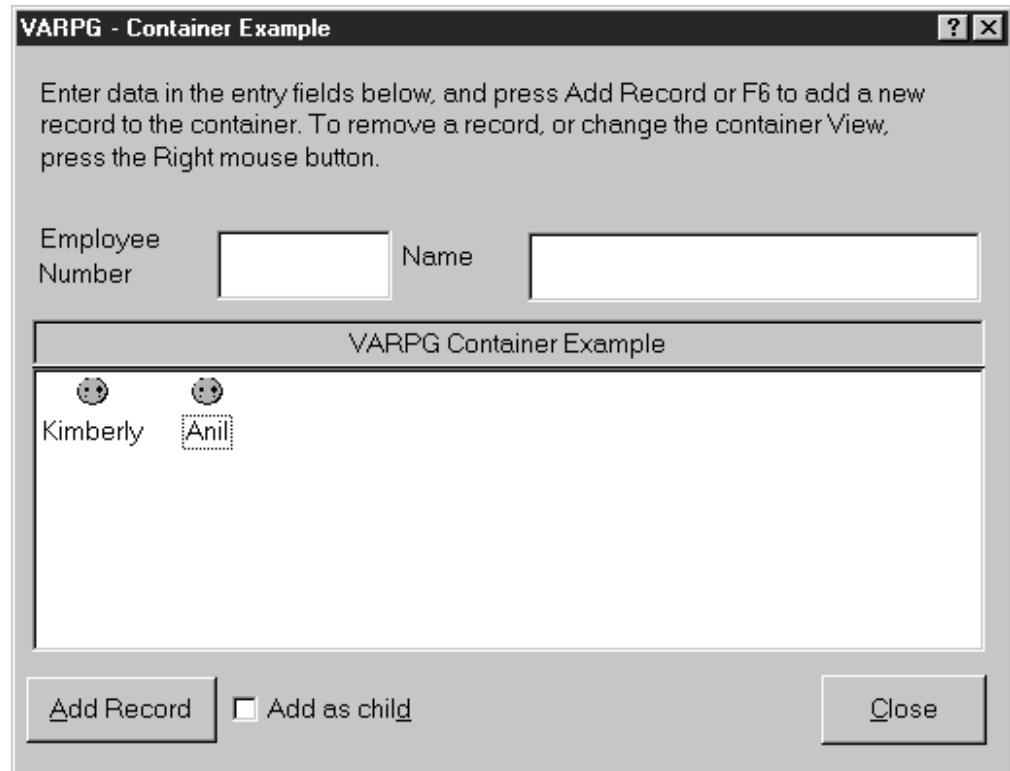 VARPG - Container Example
Enter data in the entry fields below, and press Add Record or F6 to add a new
record to the container. To remove a record, or change the container View,
press the Right mouse button.
Employee
Number
Name
VARPG Container Example
Kimberly Anil
Add Record Add as child Close